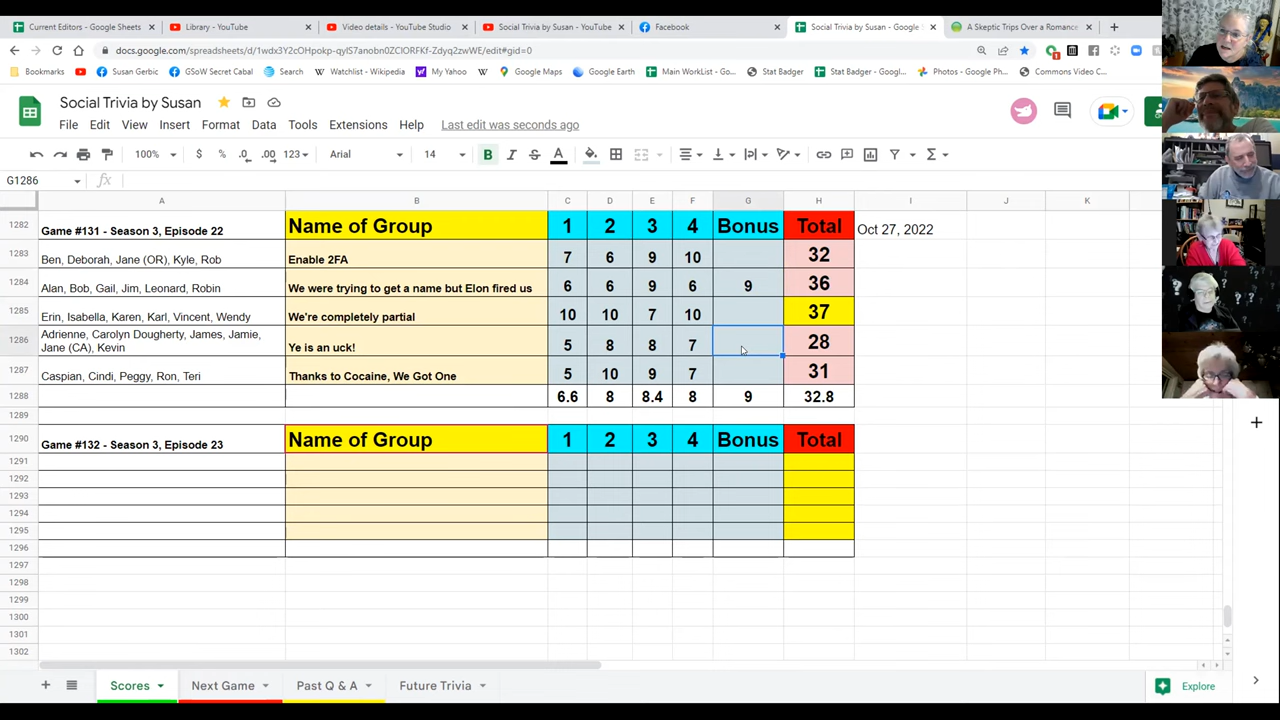 Current Editors - Google Sheets
Library - YouTube
Video details - YouTube Studio
Social Trivia by Susan - YouTube
Facebook
Social Trivia by Susan - Google
A Skeptic Trips Over a Romance
docs.google.com/spreadsheets/d/1wdx3Y2cOHpokp-qyIS7anobn0ZCIORFKf-Zdyq2zwWE/edit#gid=0
Bookmarks
Susan Gerbic
GSoW Secret Cabal
Search
Watchlist - Wikipedia
My Yahoo
Google Maps
Google Earth
Main WorkList - Go...
Stat Badger
Stat Badger - Googl...
Photos - Google Ph...
Commons Video C...
Social Trivia by Susan
File Edit View Insert Format Data Tools Extensions Help Last edit was seconds ago
100% $ % .0 .00 123 Arial 14 B I S A
G1286 fx
A B C D E F G H I J K
1282 Game #131 - Season 3, Episode 22 Name of Group 1 2 3 4 Bonus Total Oct 27, 2022
1283 Ben, Deborah, Jane (OR), Kyle, Rob Enable 2FA 7 6 9 10 32
1284 Alan, Bob, Gail, Jim, Leonard, Robin We were trying to get a name but Elon fired us 6 6 9 6 9 36
1285 Erin, Isabella, Karen, Karl, Vincent, Wendy We're completely partial 10 10 7 10 37
Adrienne, Carolyn Dougherty, James, Jamie,
1286 Jane (CA), Kevin Ye is an uck! 5 8 8 7 28
1287 Caspian, Cindi, Peggy, Ron, Teri Thanks to Cocaine, We Got One 5 10 9 7 31
1288 6.6 8 8.4 8 9 32.8
1289
1290 Game #132 - Season 3, Episode 23 Name of Group 1 2 3 4 Bonus Total
1291
1292
1293
1294
1295
1296
1297
1298
1299
1300
1301
1302
Scores Next Game Past Q & A Future Trivia Explore